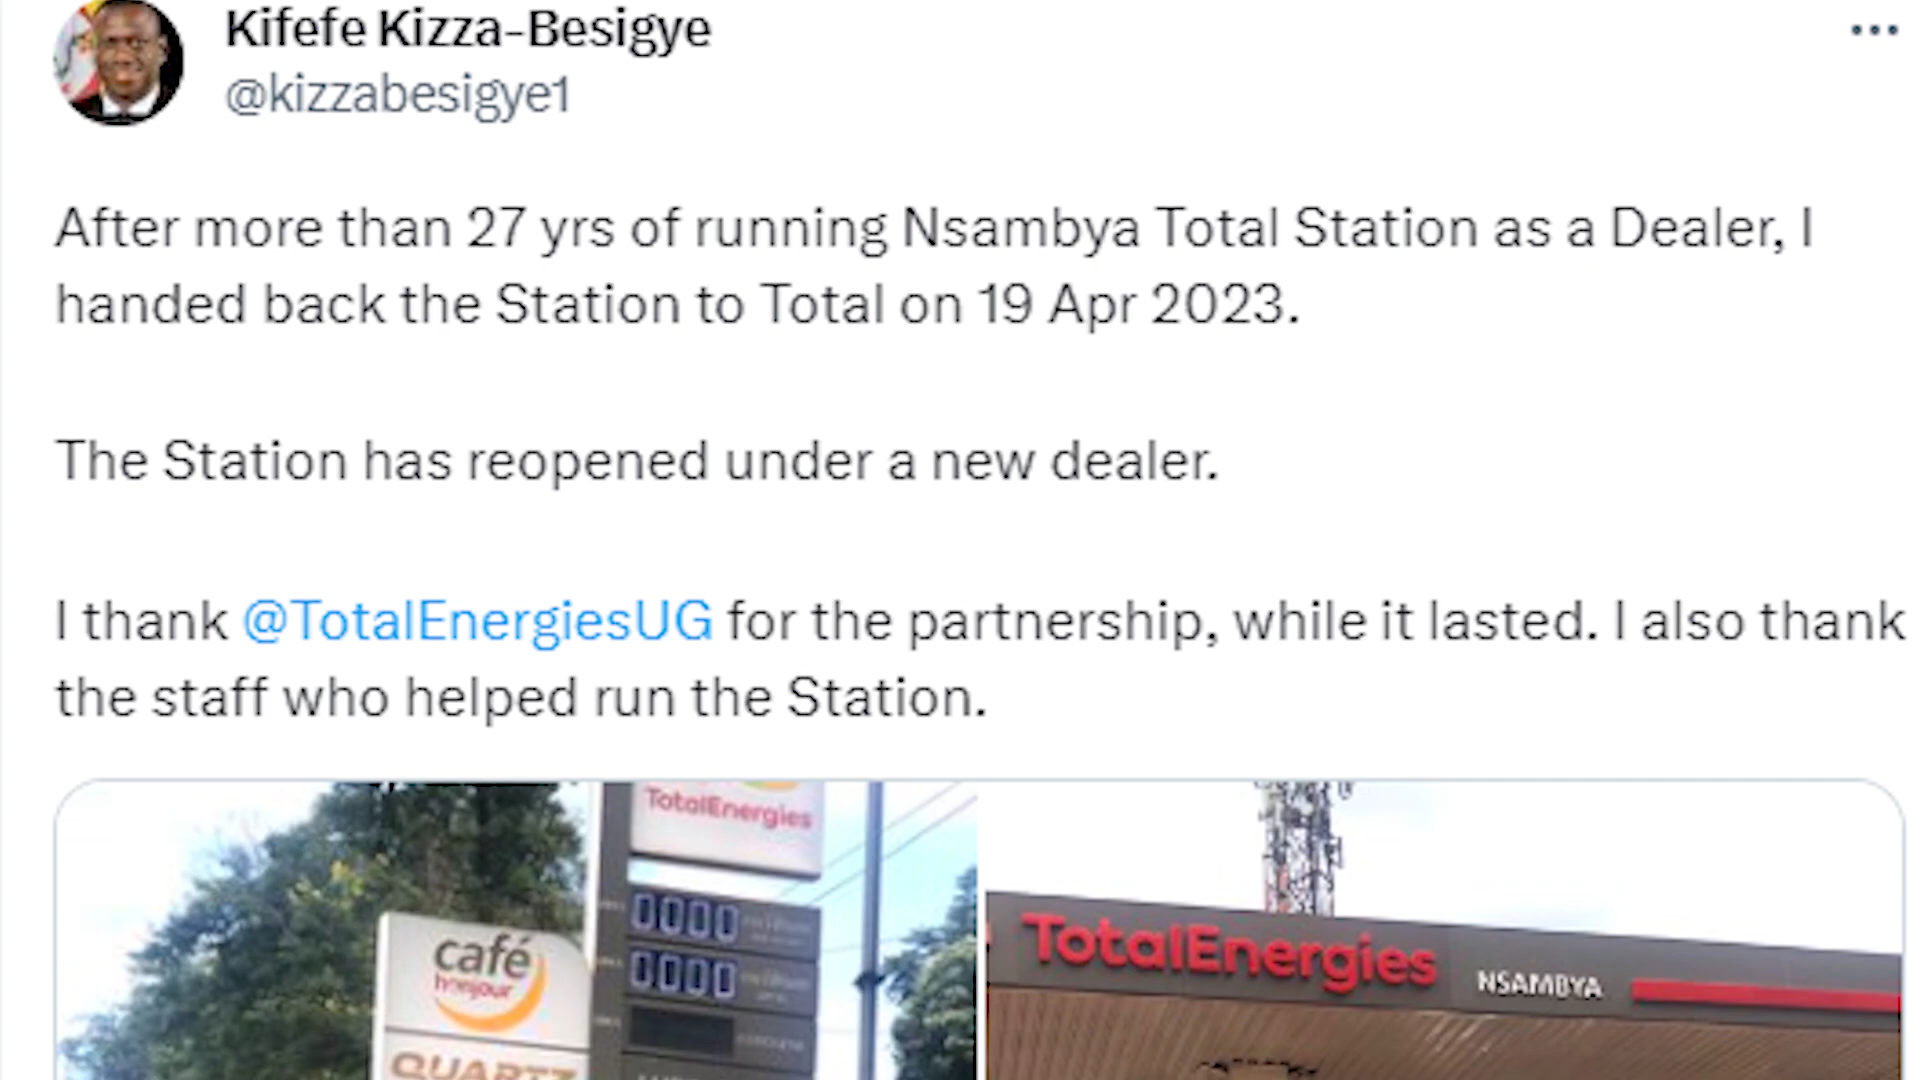 Kifefe Kizza-Besigye
@kizzabesigye1
After more than 27 yrs of running Nsambya Total Station as a Dealer, I
handed back the Station to Total on 19 Apr 2023.
The Station has reopened under a new dealer.
I thank @TotalEnergiesUG for the partnership, while it lasted. I also thank
the staff who helped run the Station.
TotalEnergies
0000
0000
café
bonjour
QUARTZ
TotalEnergies NSAMBYA